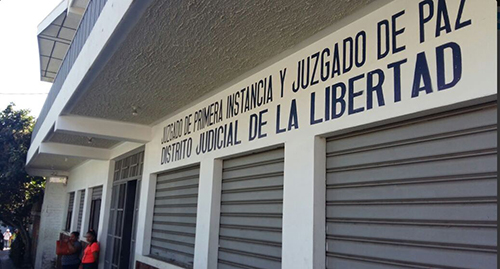 JUZGADO DE PRIMERA INSTANCIA Y JUZGADO DE PAZ
DISTRITO JUDICIAL DE LA LIBERTAD